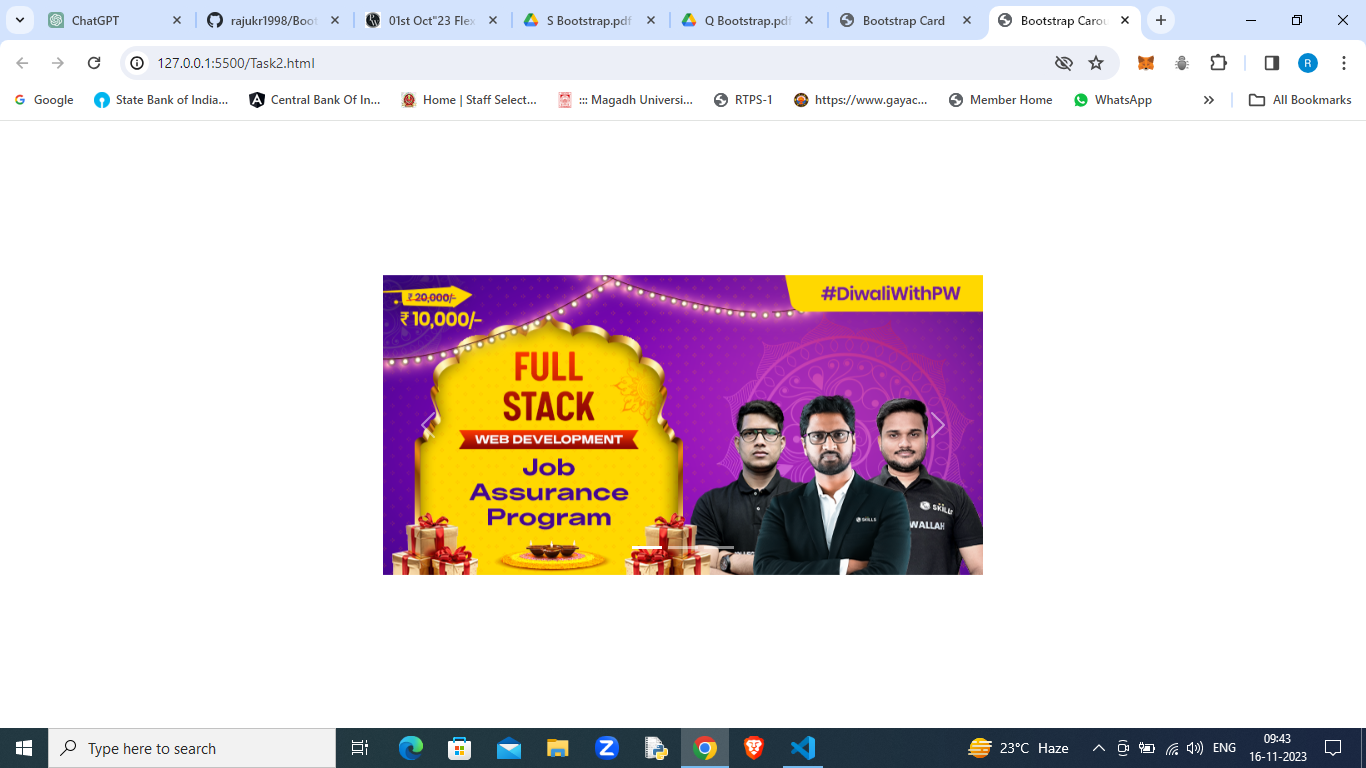 ChatGPT
rajukr1998/Boot
01st Oct"23 Flex
S Bootstrap.pdf
Q Bootstrap.pdf
Bootstrap Card
Bootstrap Carou
127.0.0.1:5500/Task2.html
R
Google
State Bank of India...
Central Bank Of In...
Home | Staff Select...
::: Magadh Universi...
RTPS-1
https://www.gayac...
Member Home
WhatsApp
All Bookmarks
₹ 20,000/-
₹ 10,000/-
#DiwaliWithPW
FULL
STACK
WEB DEVELOPMENT
Job
Assurance
Program
SKILLS
SKILLS
WALLAH
Type here to search
23°C Haze
ENG
09:43
16-11-2023